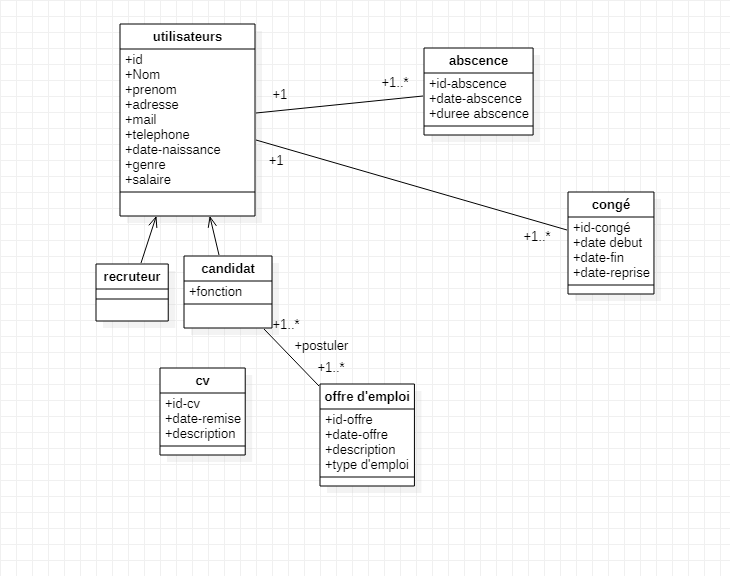 utilisateurs
+id
+Nom
+prenom
+adresse
+mail
+telephone
+date-naissance
+genre
+salaire
+1
+1..*
abscence
+id-abscence
+date-abscence
+duree abscence
+1
+1..*
congé
+id-congé
+date debut
+date-fin
+date-reprise
recruteur
candidat
+fonction
+1..*
+postuler
+1..*
cv
+id-cv
+date-remise
+description
offre d'emploi
+id-offre
+date-offre
+description
+type d'emploi